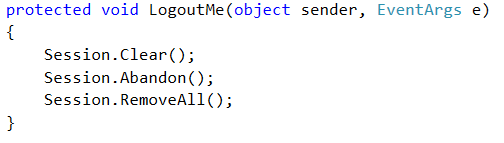 protected void LogoutMe(object sender, EventArgs e)
{
    Session.Clear();
    Session.Abandon();
    Session.RemoveAll();
}